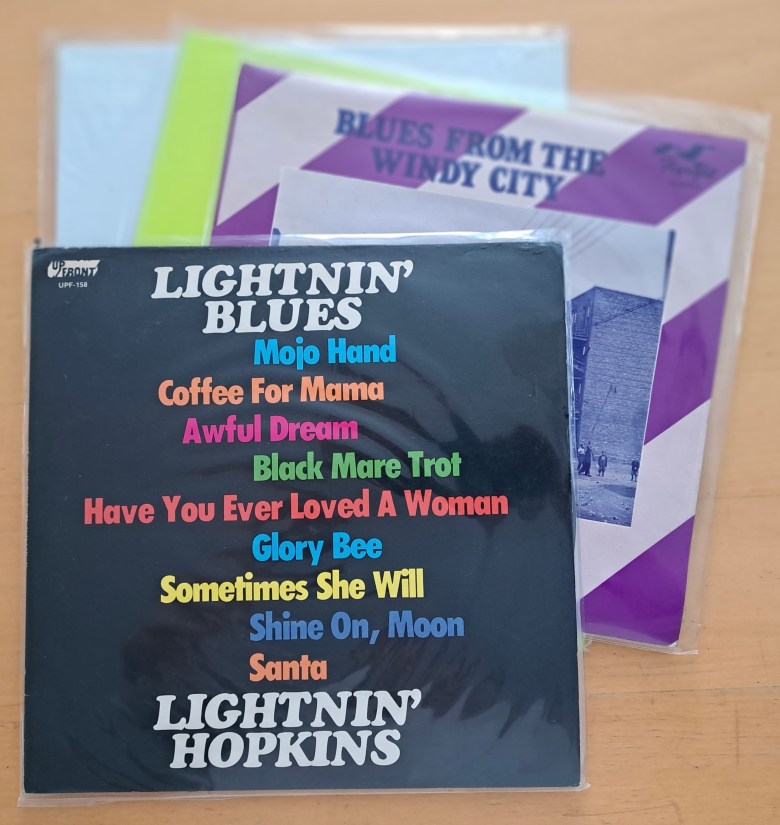 BLUES FROM THE
WINDY CITY
UP
FRONT
UPF-158
LIGHTNIN'
BLUES
Mojo Hand
Coffee For Mama
Awful Dream
Black Mare Trot
Have You Ever Loved A Woman
Glory Bee
Sometimes She Will
Shine On, Moon
Santa
LIGHTNIN'
HOPKINS